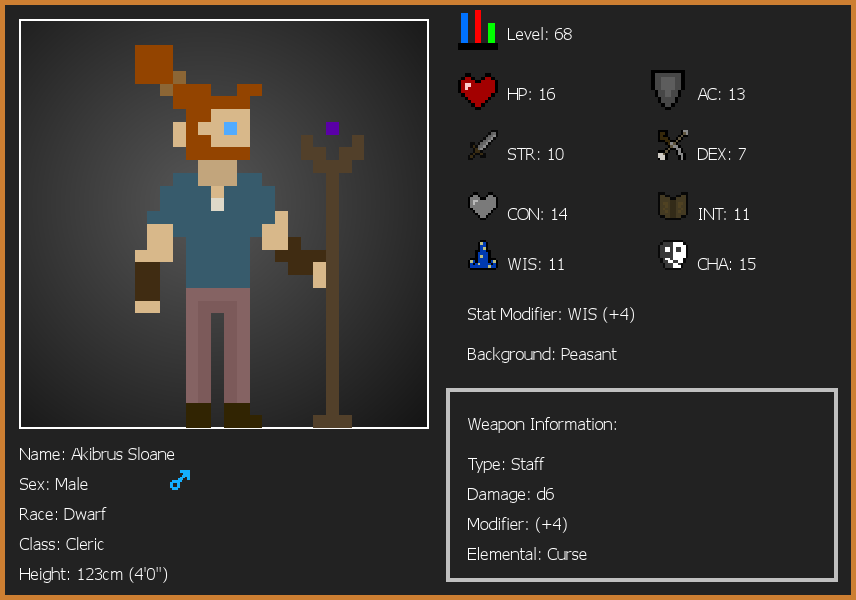 Level: 68
HP: 16
AC: 13
STR: 10
DEX: 7
CON: 14
INT: 11
WIS: 11
CHA: 15
Stat Modifier: WIS (+4)
Background: Peasant
Weapon Information:
Type: Staff
Damage: d6
Modifier: (+4)
Elemental: Curse
Name: Akibrus Sloane
Sex: Male
Race: Dwarf
Class: Cleric
Height: 123cm (4'0")